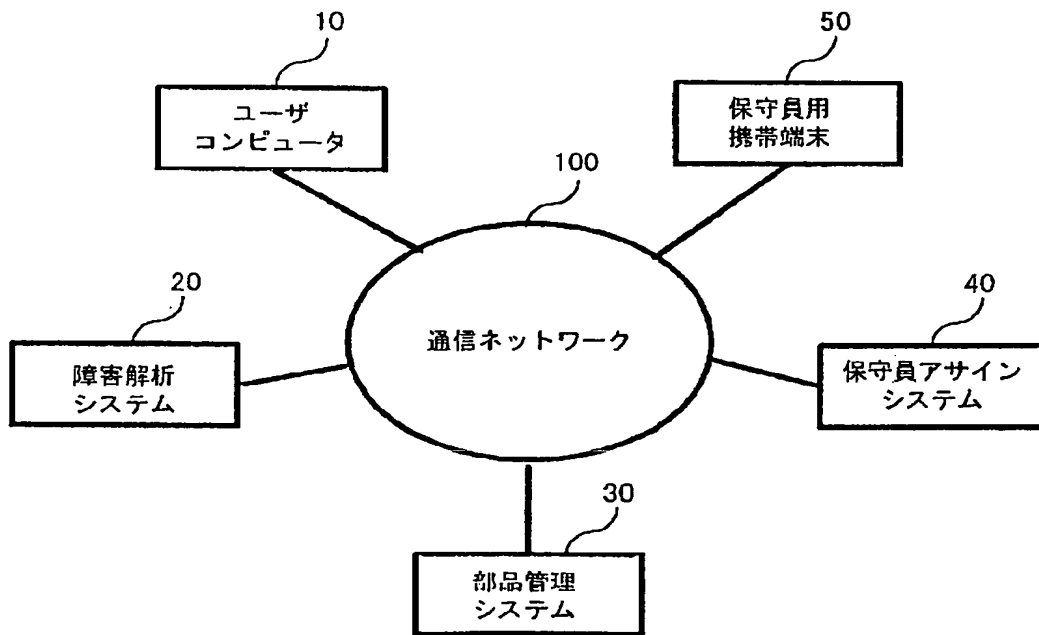 10
ユーザ
コンピュータ
50
保守員用
携帯端末
100
通信ネットワーク
20
障害解析
システム
40
保守員アサイン
システム
30
部品管理
システム